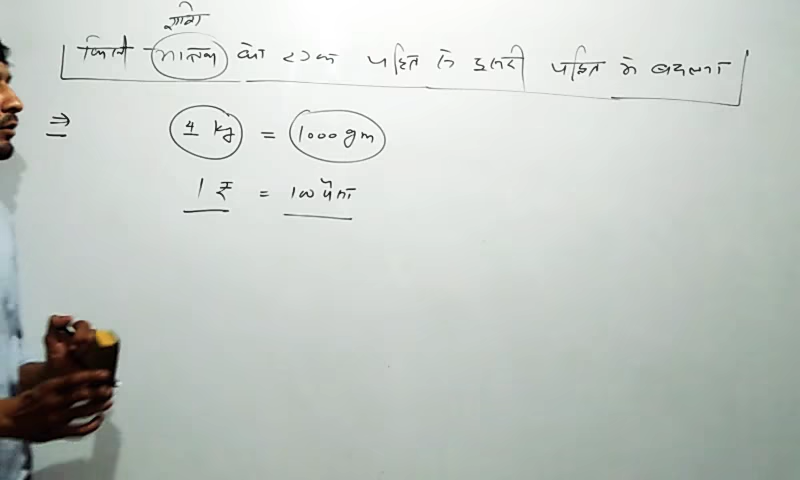 राशि
किसी मात्रक को एक पद्धति से दुसरी पद्धति मे बदलना
⇒ 1 kg = 1000 gm
1 ₹ = 100 पैसा